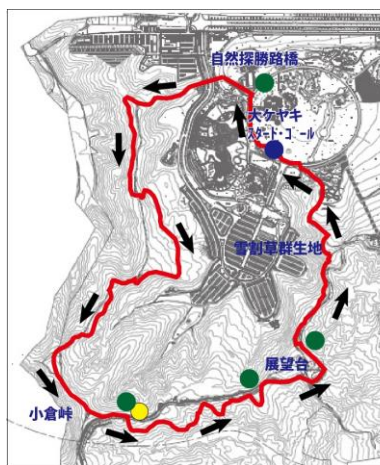 自然探勝路橋
大ケヤキ
スタート・ゴール
雪割草群生地
展望台
小倉峠